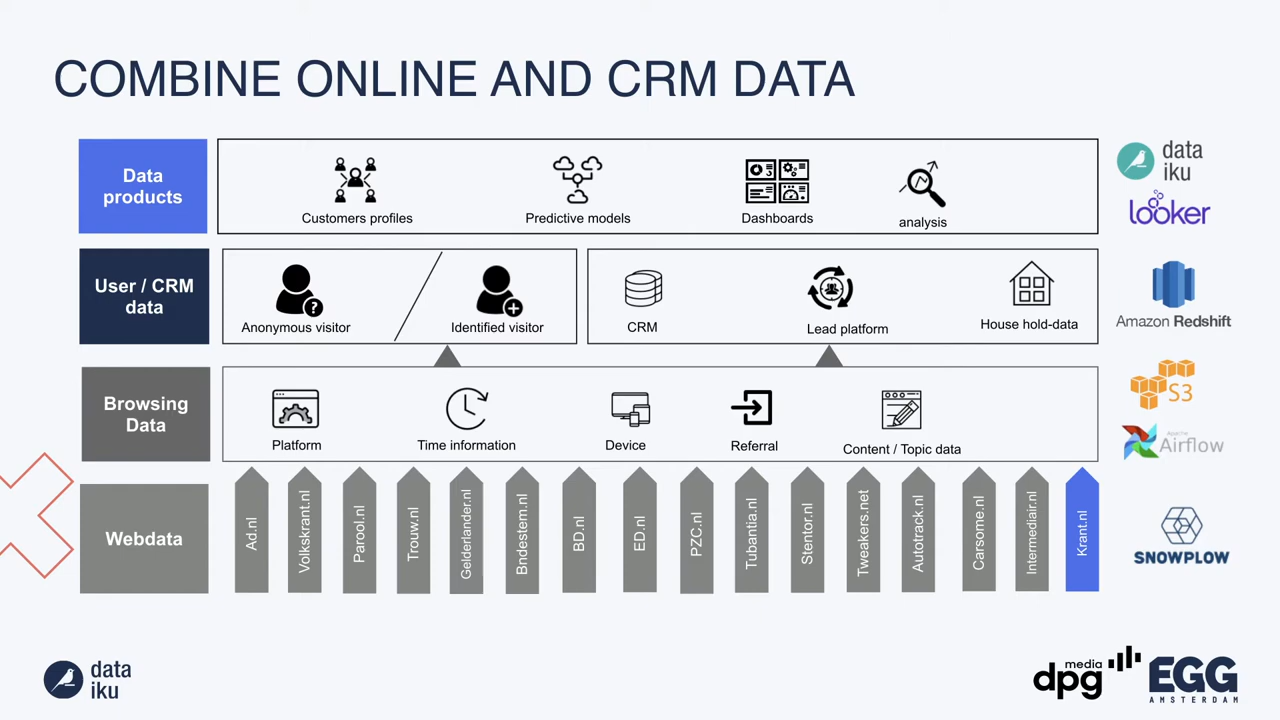 COMBINE ONLINE AND CRM DATA
Data
products
Customers profiles
Predictive models
Dashboards
analysis
data
iku
looker
User / CRM
data
Anonymous visitor
Identified visitor
CRM
Lead platform
House hold-data
Amazon Redshift
Browsing
Data
Platform
Time information
Device
Referral
Content / Topic data
S3
Apache
Airflow
Webdata
Ad.nl
Volkskrant.nl
Parool.nl
Trouw.nl
Gelderlander.nl
Bndestem.nl
BD.nl
ED.nl
PZC.nl
Tubantia.nl
Stentor.nl
Tweakers.net
Autotrack.nl
Carsome.nl
Intermediair.nl
Krant.nl
SNOWPLOW
data
iku
dpg media
EGG
AMSTERDAM